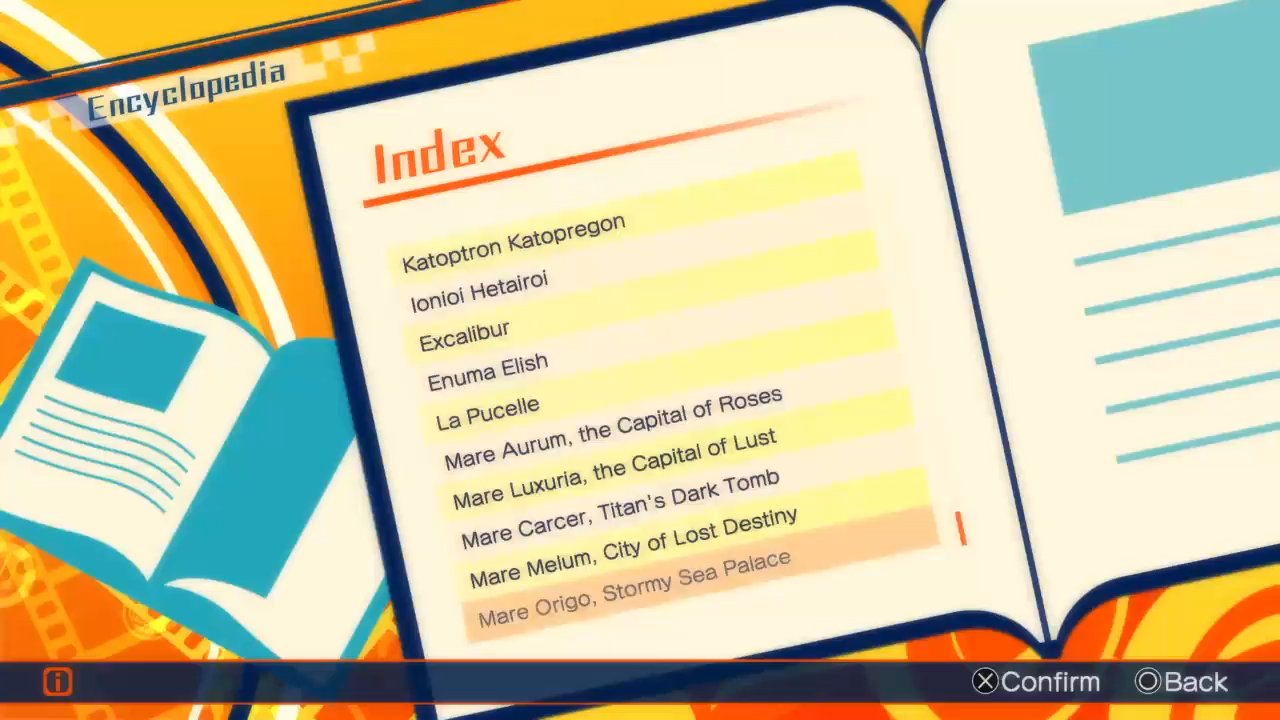 Encyclopedia
Index
Katoptron Katopregon
Ionioi Hetairoi
Excalibur
Enuma Elish
La Pucelle
Mare Aurum, the Capital of Roses
Mare Luxuria, the Capital of Lust
Mare Carcer, Titan's Dark Tomb
Mare Melum, City of Lost Destiny
Mare Origo, Stormy Sea Palace
Confirm Back